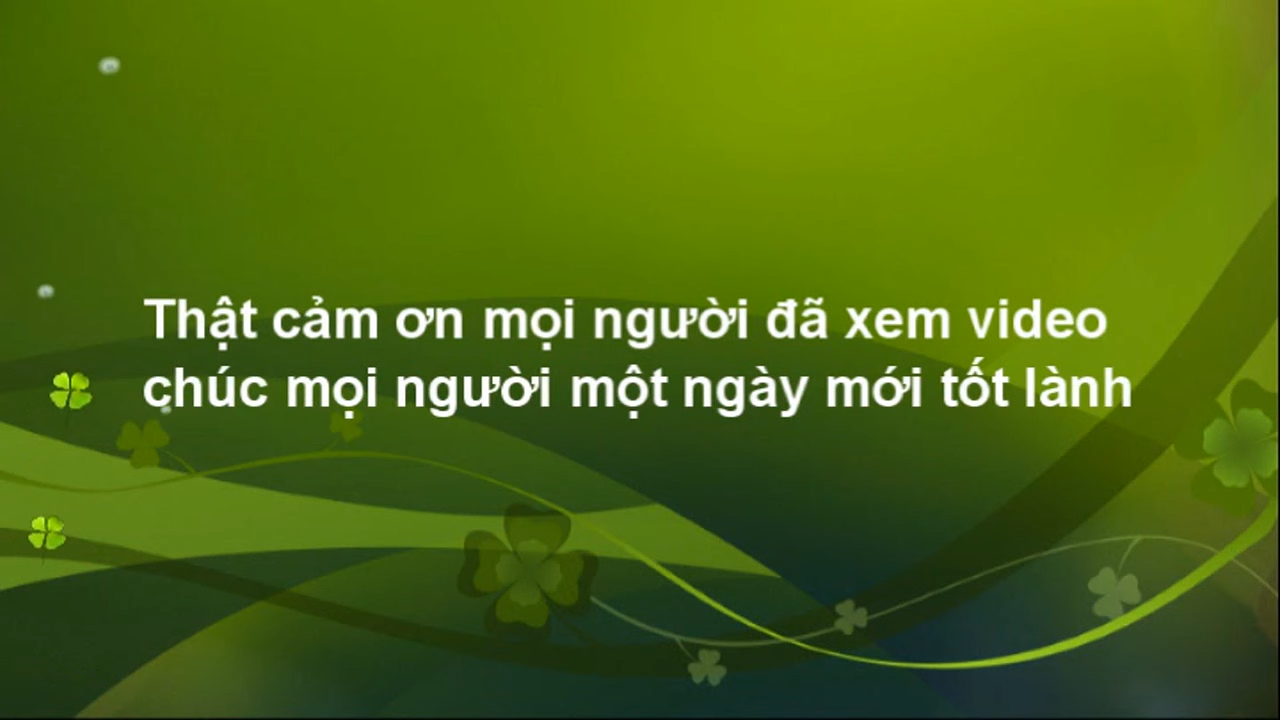 Thật cảm ơn mọi người đã xem video
chúc mọi người một ngày mới tốt lành